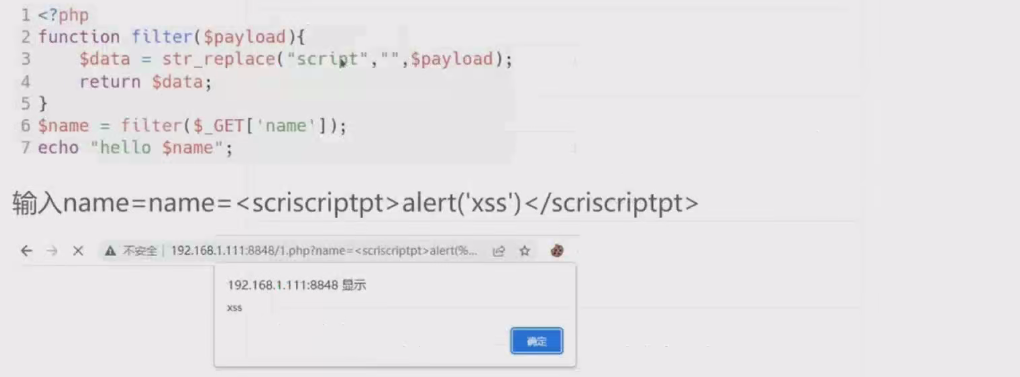 1 <?php
2 function filter($payload){
3     $data = str_replace("script","",$payload);
4     return $data;
5 }
6 $name = filter($_GET['name']);
7 echo "hello $name";
输入name=name=<scriscriptpt>alert('xss')</scriscriptpt>
不安全 | 192.168.1.111:8848/1.php?name=<scriscriptpt>alert(%...
192.168.1.111:8848 显示
xss
确定